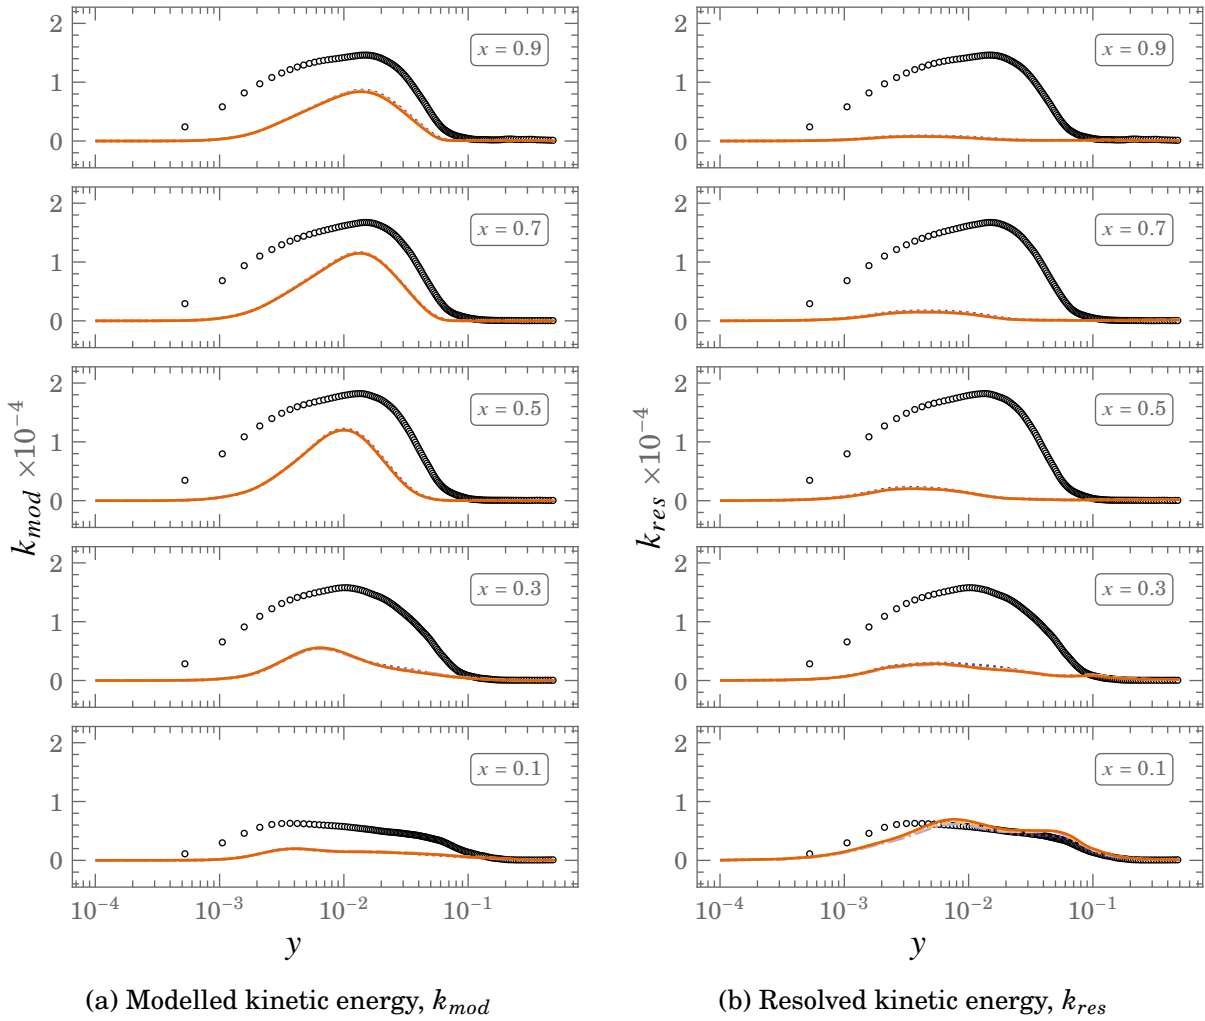 2
1
0
x = 0.9
2
1
0
x = 0.7
2
1
0
x = 0.5
2
1
0
x = 0.3
2
1
0
x = 0.1
k_mod ×10⁻⁴
10⁻⁴ 10⁻³ 10⁻² 10⁻¹
y
(a) Modelled kinetic energy, k_mod
2
1
0
x = 0.9
2
1
0
x = 0.7
2
1
0
x = 0.5
2
1
0
x = 0.3
2
1
0
x = 0.1
k_res ×10⁻⁴
10⁻⁴ 10⁻³ 10⁻² 10⁻¹
y
(b) Resolved kinetic energy, k_res